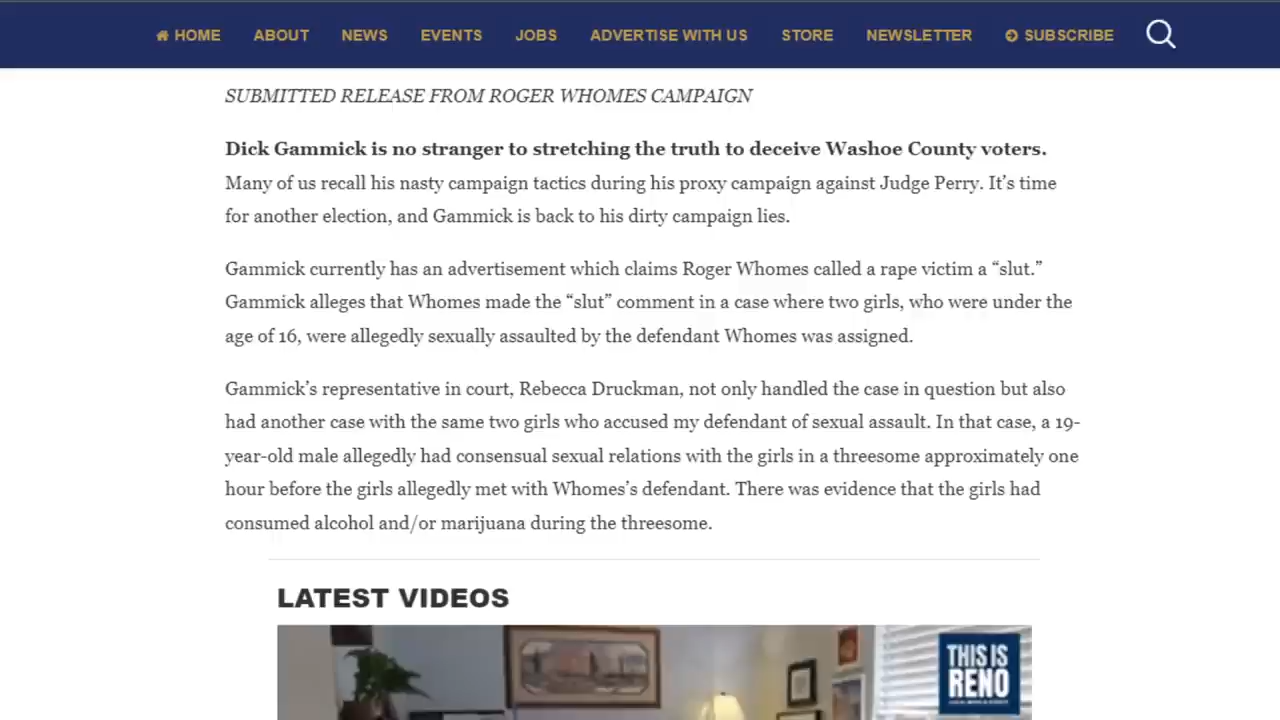 HOME ABOUT NEWS EVENTS JOBS ADVERTISE WITH US STORE NEWSLETTER SUBSCRIBE
SUBMITTED RELEASE FROM ROGER WHOMES CAMPAIGN
Dick Gammick is no stranger to stretching the truth to deceive Washoe County voters.
Many of us recall his nasty campaign tactics during his proxy campaign against Judge Perry. It’s time
for another election, and Gammick is back to his dirty campaign lies.
Gammick currently has an advertisement which claims Roger Whomes called a rape victim a “slut.”
Gammick alleges that Whomes made the “slut” comment in a case where two girls, who were under the
age of 16, were allegedly sexually assaulted by the defendant Whomes was assigned.
Gammick’s representative in court, Rebecca Druckman, not only handled the case in question but also
had another case with the same two girls who accused my defendant of sexual assault. In that case, a 19-
year-old male allegedly had consensual sexual relations with the girls in a threesome approximately one
hour before the girls allegedly met with Whomes’s defendant. There was evidence that the girls had
consumed alcohol and/or marijuana during the threesome.
LATEST VIDEOS
THIS IS
RENO